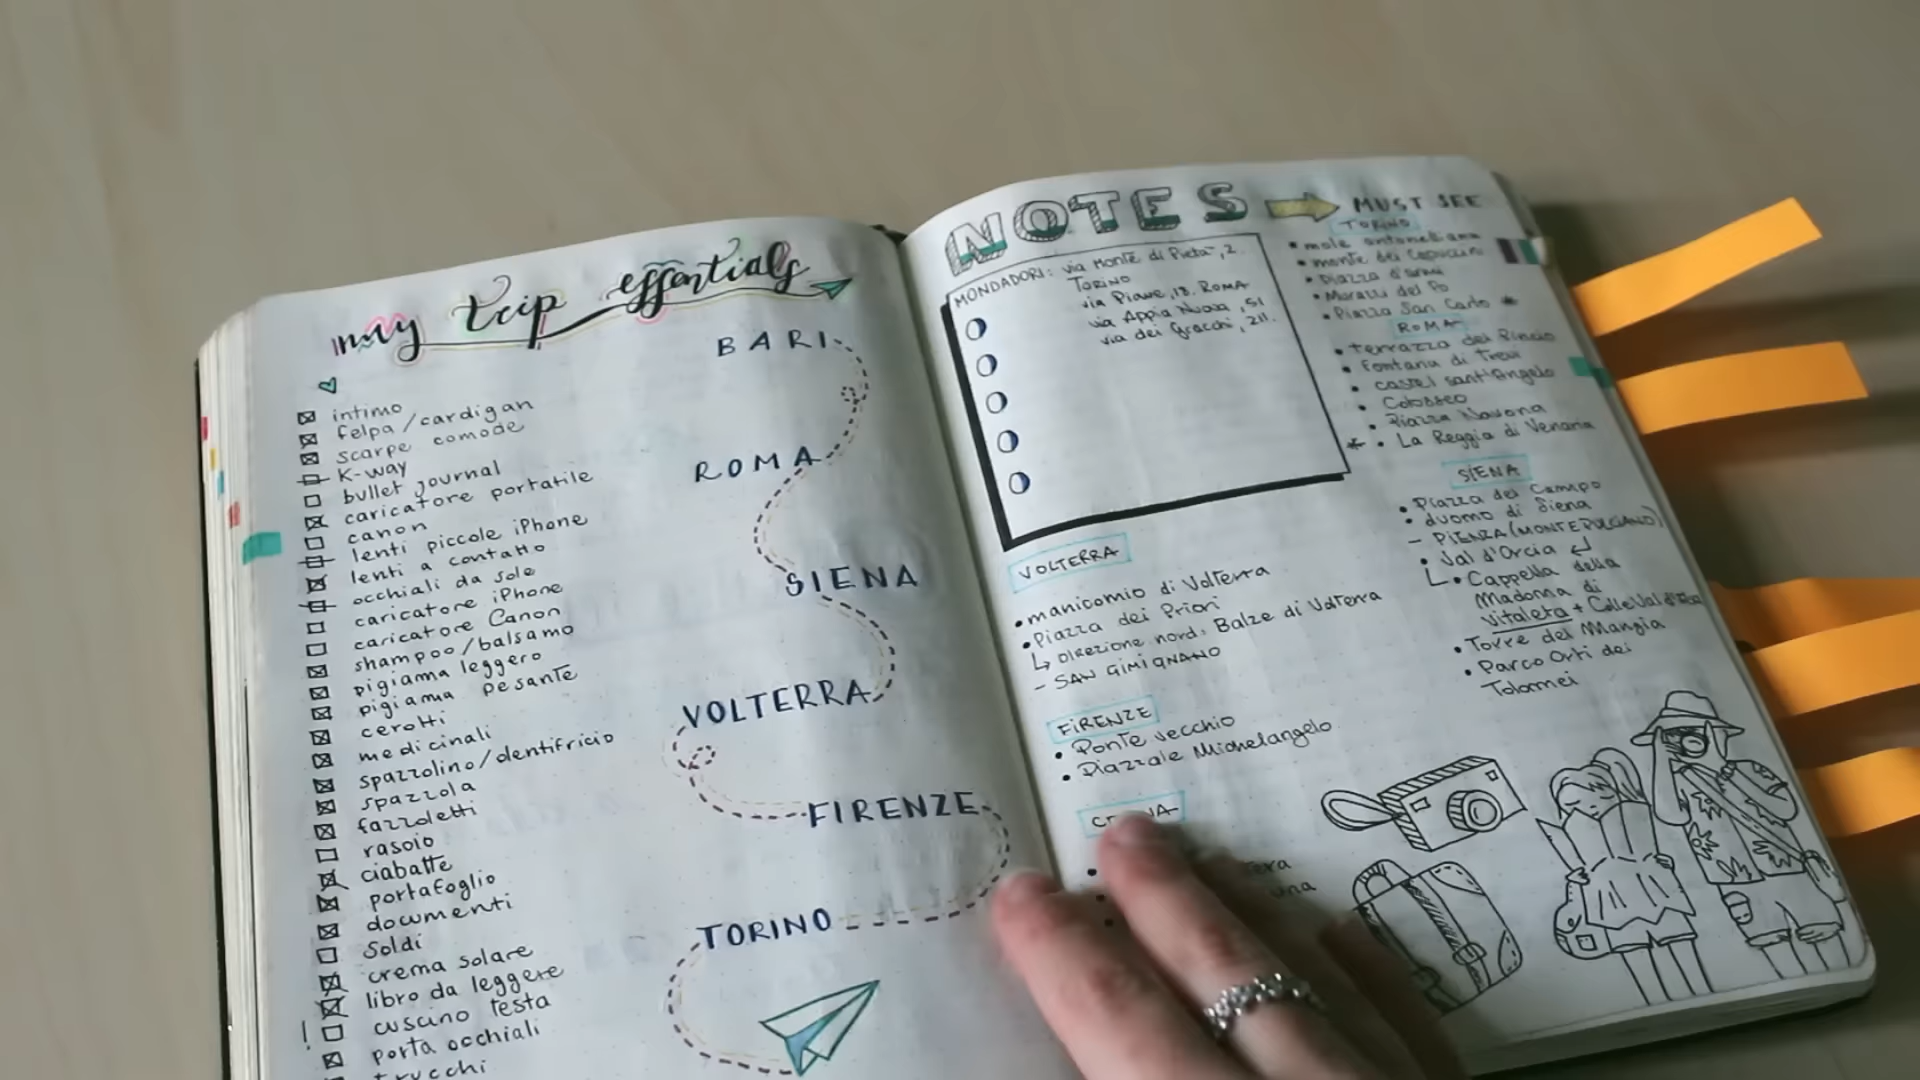 my trip essentials
intimo
felpa/cardigan
scarpe comode
K-way
bullet journal
caricatore portatile
canon
lenti piccole iPhone
lenti a contatto
occhiali da sole
caricatore iPhone
caricatore Canon
shampoo/balsamo
pigiama leggero
pigiama pesante
cerotti
medicinali
spazzolino/dentifricio
spazzola
fazzoletti
rasoio
ciabatte
portafoglio
documenti
soldi
crema solare
libro da leggere
cuscino testa
porta occhiali
trucchi
BARI
ROMA
SIENA
VOLTERRA
FIRENZE
TORINO
NOTES
MONDADORI: via Monte di Pietà, 2.
TORINO
via Piave, 18. ROMA
via Appia Nuova, 51
via dei Gracchi, 211.
VOLTERRA
• manicomio di Volterra
• Piazza dei Priori
↳ direzione nord, Balze di Volterra
- SAN GIMIGNANO
FIRENZE
• Ponte Vecchio
• Piazzale Michelangelo
MUST SEE
TORINO
• mole antonelliana
• monte dei Capuccini
• Piazza d'armi
• Murazzi del Po
• Piazza San Carlo *
ROMA
• terrazza del Pincio
• Fontana di Trevi
• castel sant'Angelo
• Colosseo
• Piazza Navona
* • La Reggia di Venaria
SIENA
• Piazza del Campo
• duomo di Siena
- PIENZA (MONTEPULCIANO)
• Val d'Orcia ↵
• Cappella della
Madonna di
Vitaleta +
• Torre del Mangia
• Parco Orti dei
Tolomei